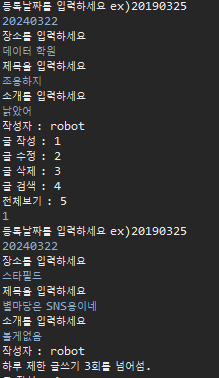 등록날짜를 입력하세요 ex)20190325
20240322
장소를 입력하세요
데이터 학원
제목을 입력하세요
조용하지
소개를 입력하세요
낡았어
작성자 : robot
글 작성 : 1
글 수정 : 2
글 삭제 : 3
글 검색 : 4
전체보기 : 5
1
등록날짜를 입력하세요 ex)20190325
20240322
장소를 입력하세요
스타필드
제목을 입력하세요
별마당은 SNS용이네
소개를 입력하세요
볼게없음
작성자 : robot
하루 제한 글쓰기 3회를 넘어섬.